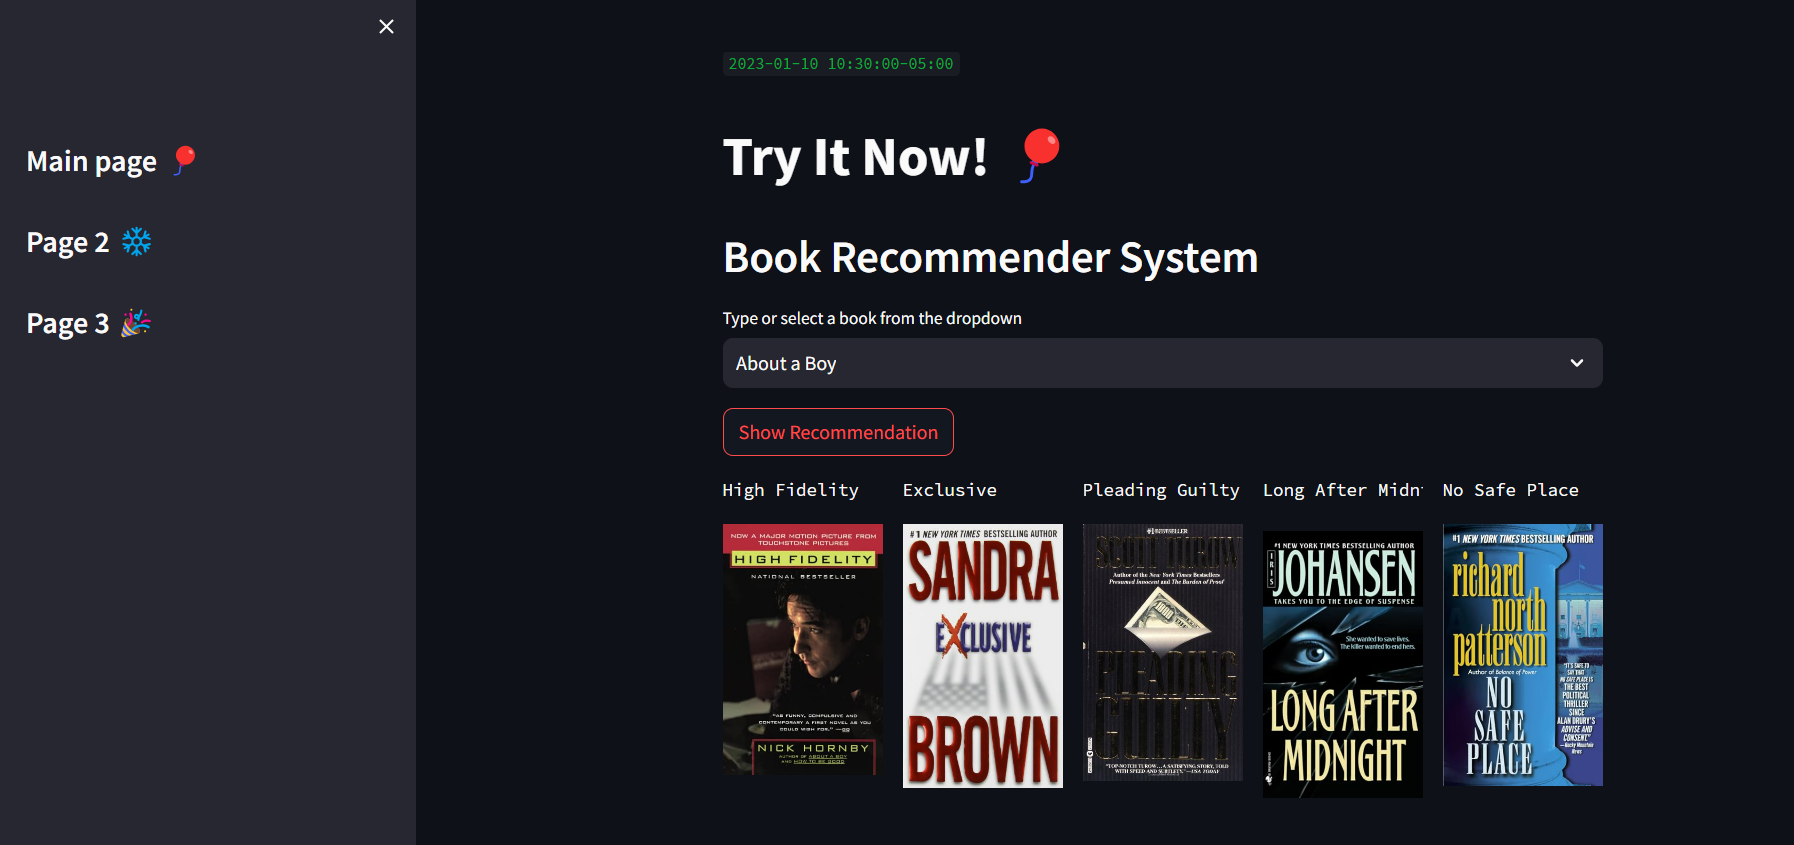 2023-01-10 10:30:00-05:00
Main page
Page 2
Page 3
Try It Now!
Book Recommender System
Type or select a book from the dropdown
About a Boy
Show Recommendation
High Fidelity
Exclusive
Pleading Guilty
Long After Midn
No Safe Place
NOW A MAJOR MOTION PICTURE FROM
TOUCHSTONE PICTURES
HIGH FIDELITY
NATIONAL BESTSELLER
"AS FUNNY, COMPULSIVE AND
CONTEMPORARY A FIRST NOVEL AS YOU
COULD WISH FOR." —GQ
NICK HORNBY
AUTHOR OF ABOUT A BOY
AND HOW TO BE GOOD
#1 NEW YORK TIMES BESTSELLING AUTHOR
SANDRA
EXCLUSIVE
BROWN
#1 BESTSELLER
SCOTT TUROW
Author of the New York Times Bestsellers
Presumed Innocent and The Burden of Proof
1000
PLEADING
GUILTY
"TOP-NOTCH TUROW...A SATISFYING STORY, TOLD
WITH SPEED AND SUBTLETY."—USA TODAY
#1 NEW YORK TIMES BESTSELLING AUTHOR
IRIS
JOHANSEN
TAKES YOU TO THE EDGE OF SUSPENSE
She wanted to save lives.
The killer wanted to end hers.
LONG AFTER
MIDNIGHT
#1 NEW YORK TIMES BESTSELLING AUTHOR
richard
north
patterson
Author of Balance of Power
NO
SAFE
PLACE
"IT'S SAFE TO
SAY THAT
NO SAFE PLACE IS
THE BEST
POLITICAL
THRILLER
SINCE
ALAN DRURY'S
ADVISE AND
CONSENT."
—Rocky Mountain
News